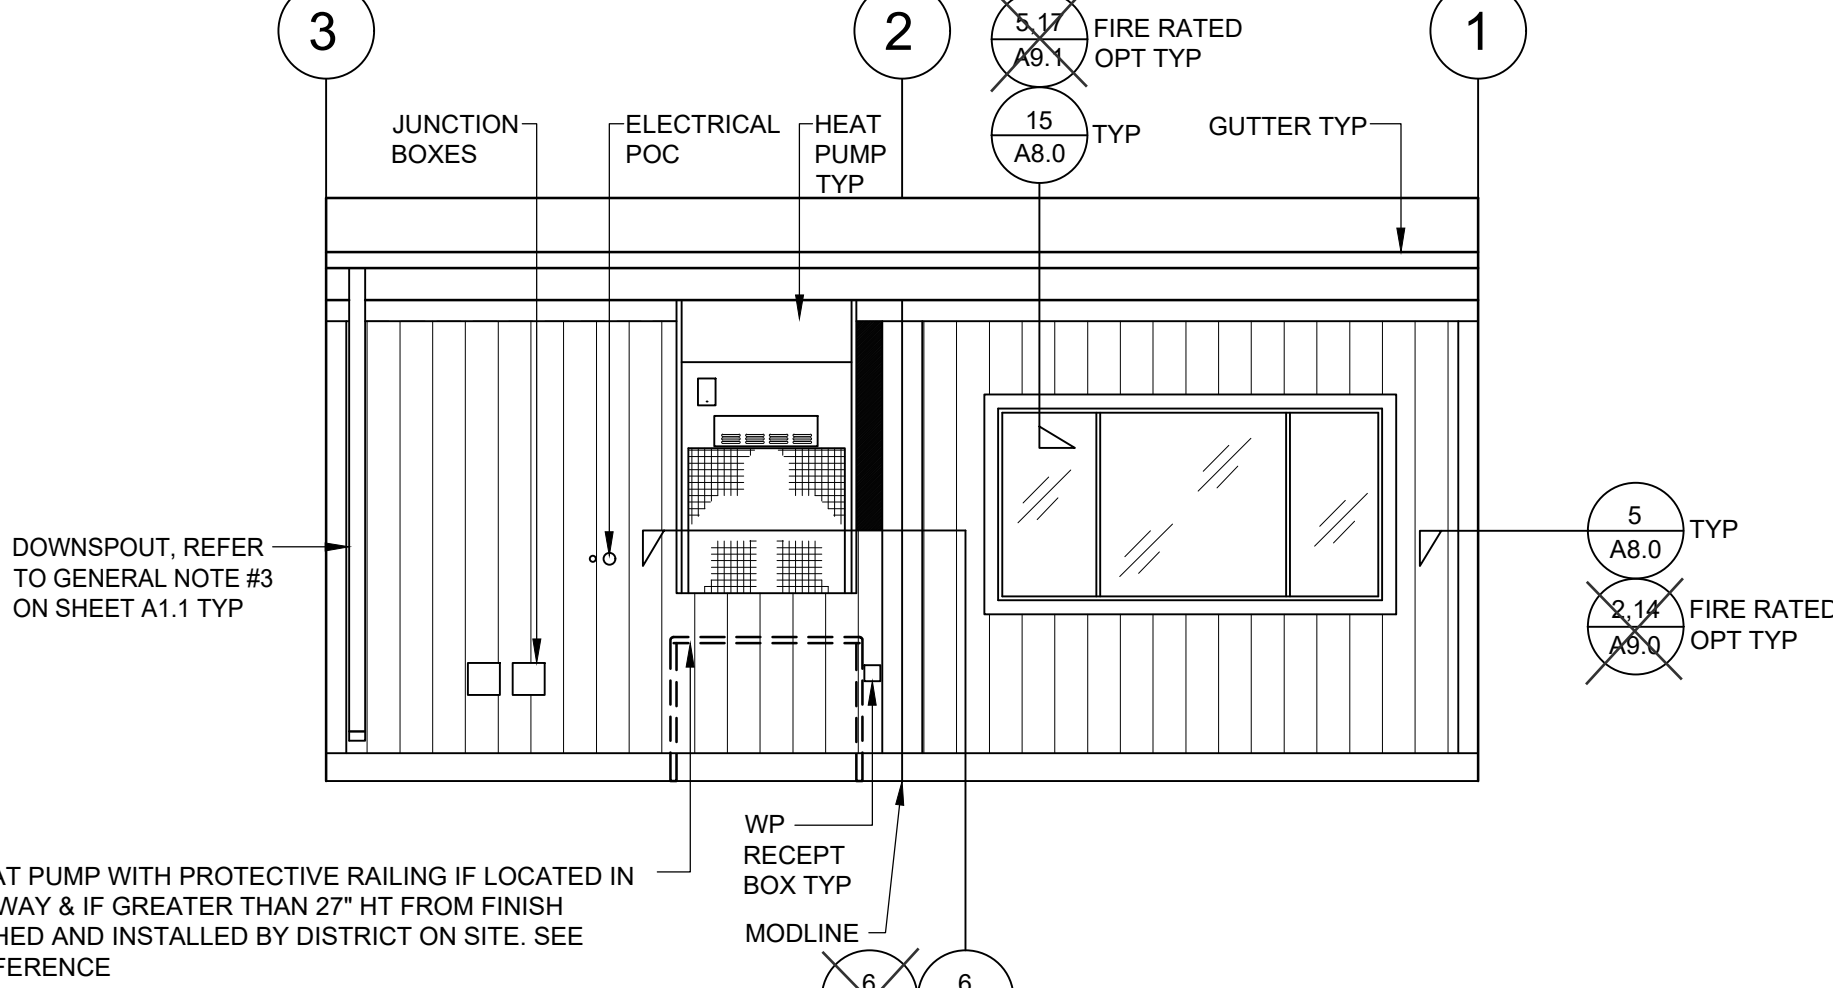 3
2
1
5,17
A9.1
FIRE RATED
OPT TYP
15
A8.0
TYP
JUNCTION
BOXES
ELECTRICAL
POC
HEAT
PUMP
TYP
GUTTER TYP
DOWNSPOUT, REFER
TO GENERAL NOTE #3
ON SHEET A1.1 TYP
5
A8.0
TYP
2,14
A9.0
FIRE RATED
OPT TYP
WP
RECEPT
BOX TYP
MODLINE
AT PUMP WITH PROTECTIVE RAILING IF LOCATED IN
WAY & IF GREATER THAN 27" HT FROM FINISH
HED AND INSTALLED BY DISTRICT ON SITE. SEE
FERENCE
6
6